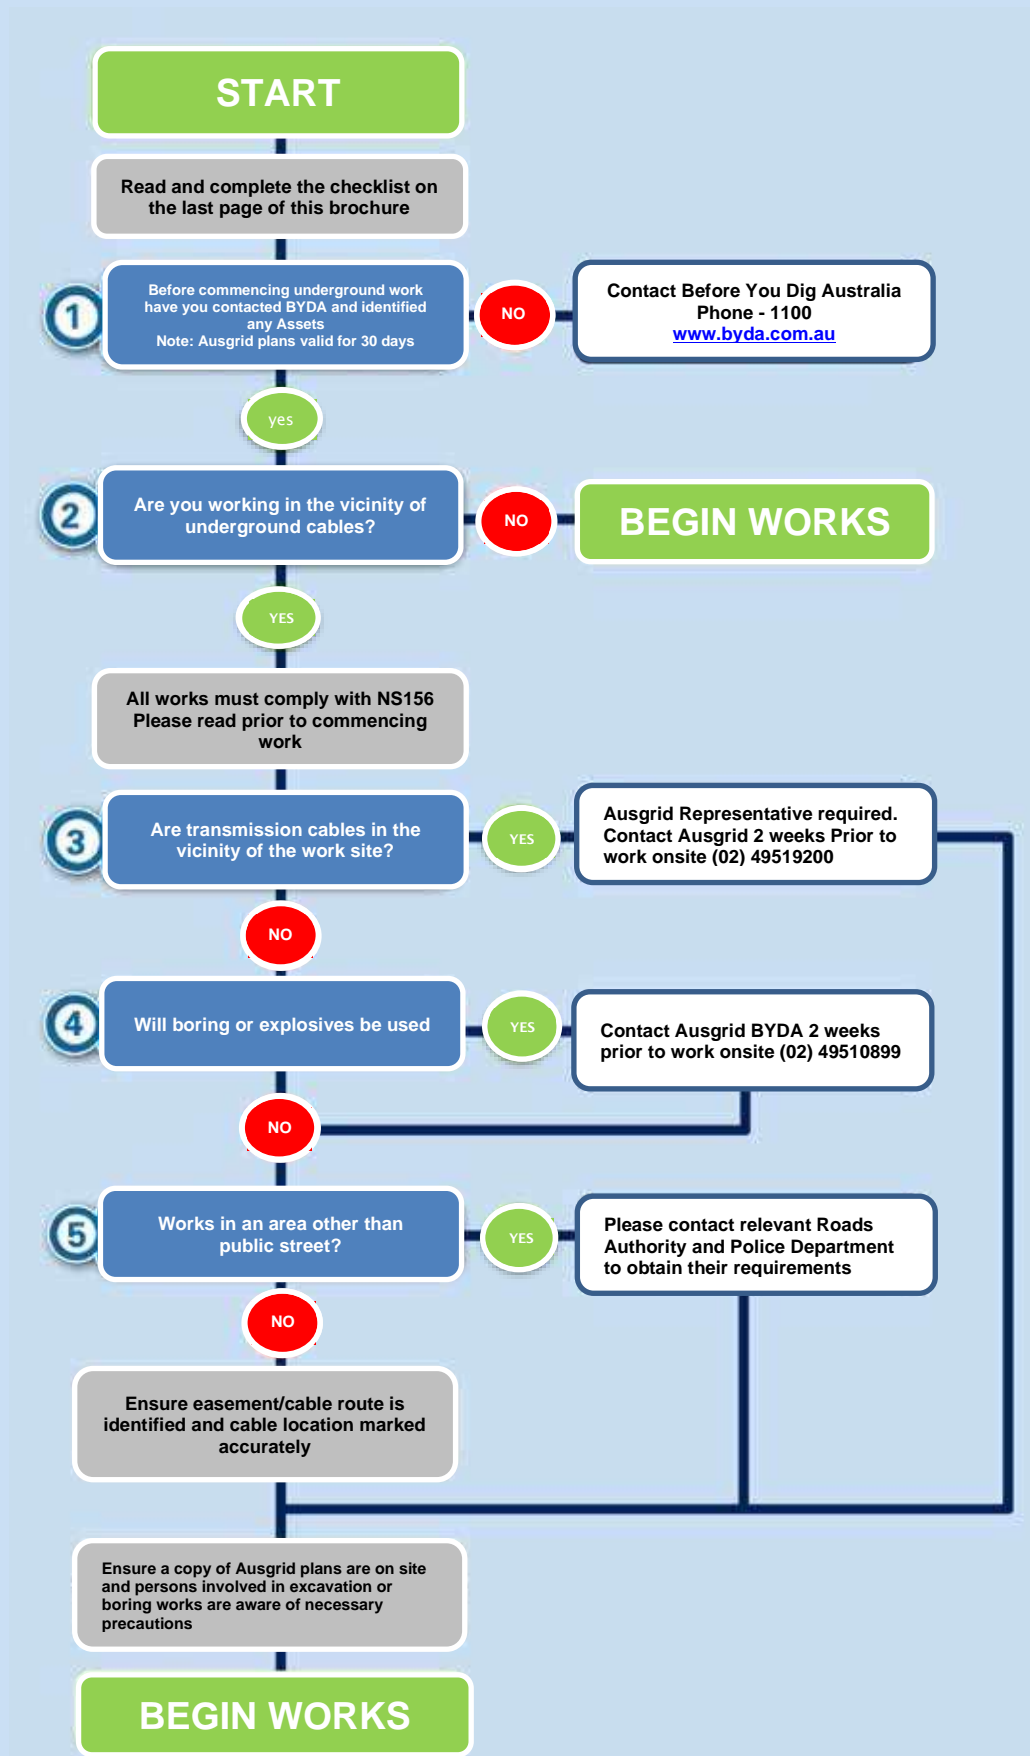 START
Read and complete the checklist on
the last page of this brochure
1
Before commencing underground work
have you contacted BYDA and identified
any Assets
Note: Ausgrid plans valid for 30 days
NO
Contact Before You Dig Australia
Phone - 1100
www.byda.com.au
yes
2
Are you working in the vicinity of
underground cables?
NO
BEGIN WORKS
YES
All works must comply with NS156
Please read prior to commencing
work
3
Are transmission cables in the
vicinity of the work site?
YES
Ausgrid Representative required.
Contact Ausgrid 2 weeks Prior to
work onsite (02) 49519200
NO
4
Will boring or explosives be used
YES
Contact Ausgrid BYDA 2 weeks
prior to work onsite (02) 49510899
NO
5
Works in an area other than
public street?
YES
Please contact relevant Roads
Authority and Police Department
to obtain their requirements
NO
Ensure easement/cable route is
identified and cable location marked
accurately
Ensure a copy of Ausgrid plans are on site
and persons involved in excavation or
boring works are aware of necessary
precautions
BEGIN WORKS